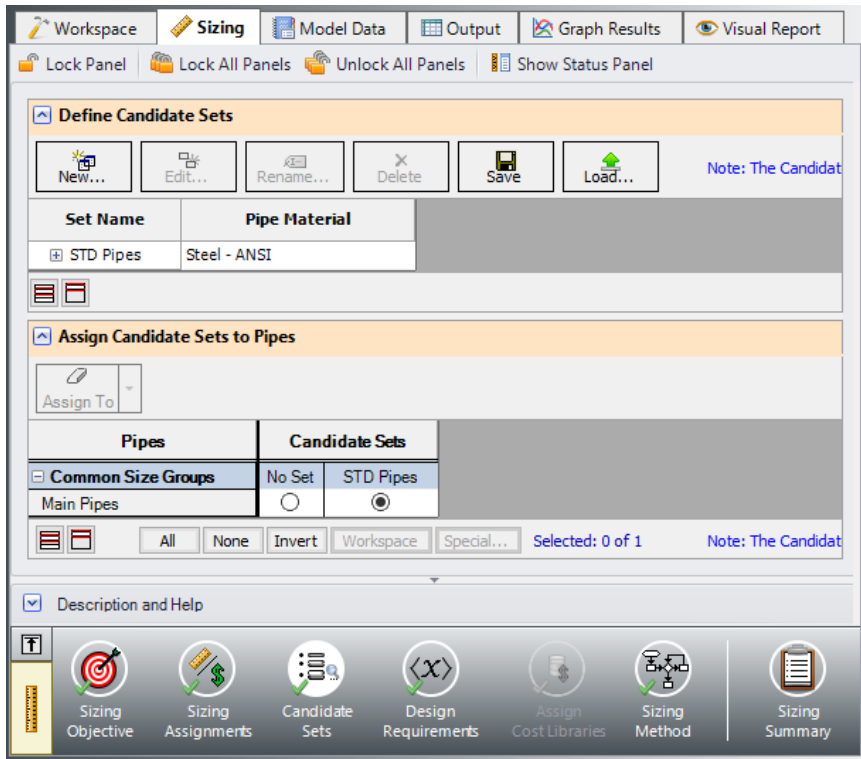 Workspace Sizing Model Data Output Graph Results Visual Report
Lock Panel Lock All Panels Unlock All Panels Show Status Panel
Define Candidate Sets
New... Edit... Rename... Delete Save Load... Note: The Candidat
Set Name Pipe Material
STD Pipes Steel - ANSI
Assign Candidate Sets to Pipes
Assign To
Pipes Candidate Sets
Common Size Groups No Set STD Pipes
Main Pipes
All None Invert Workspace Special... Selected: 0 of 1 Note: The Candidat
Description and Help
Sizing Objective Sizing Assignments Candidate Sets Design Requirements Assign Cost Libraries Sizing Method Sizing Summary